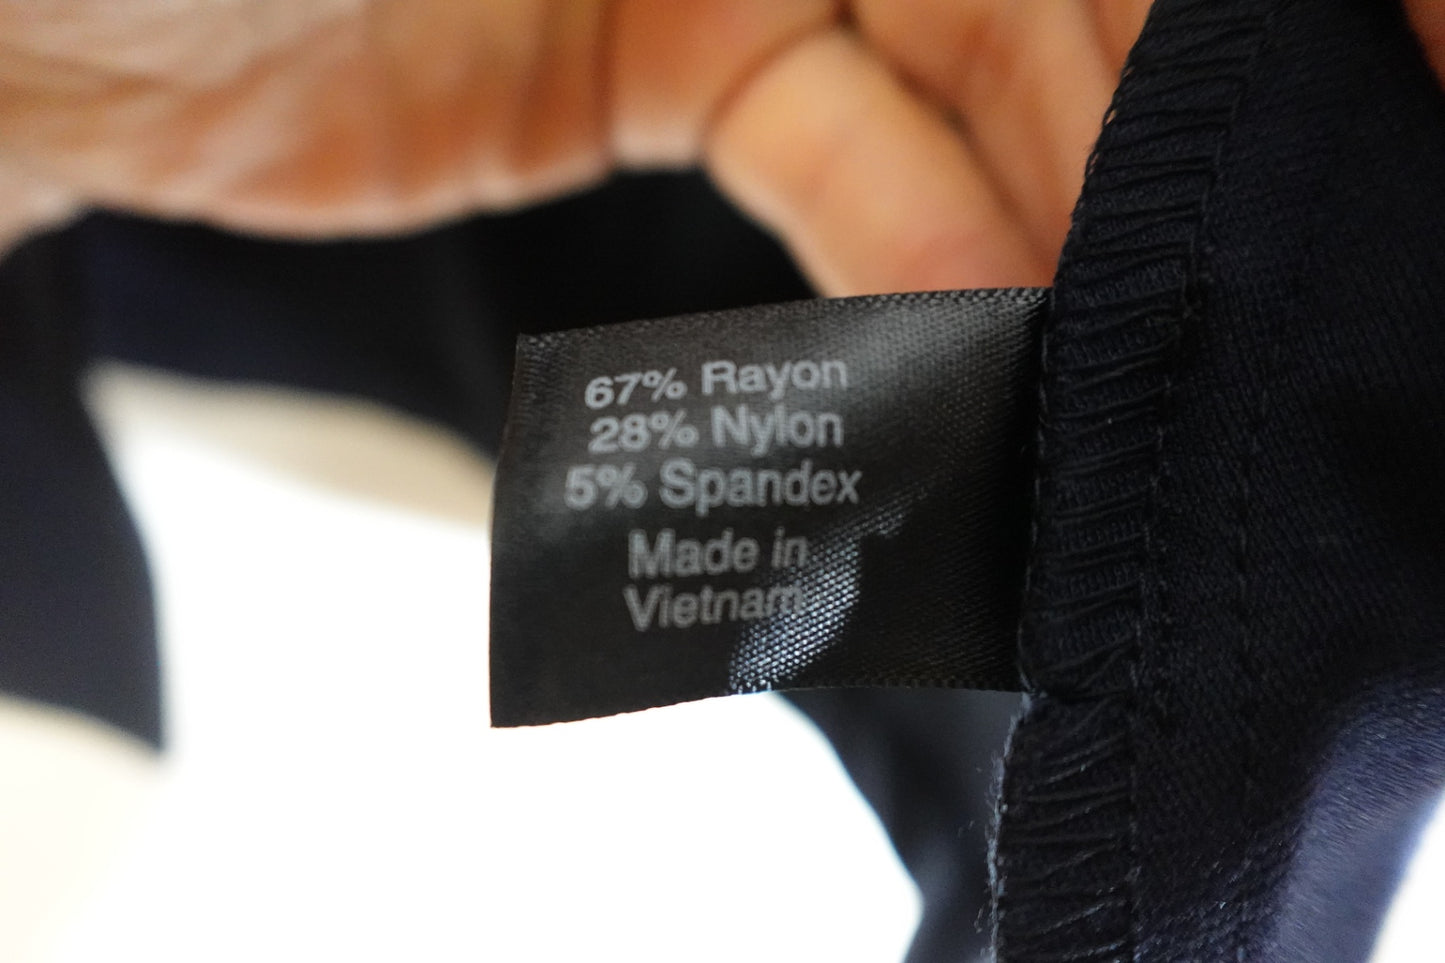 67% Rayon
28% Nylon
5% Spandex
Made in
Vietnam